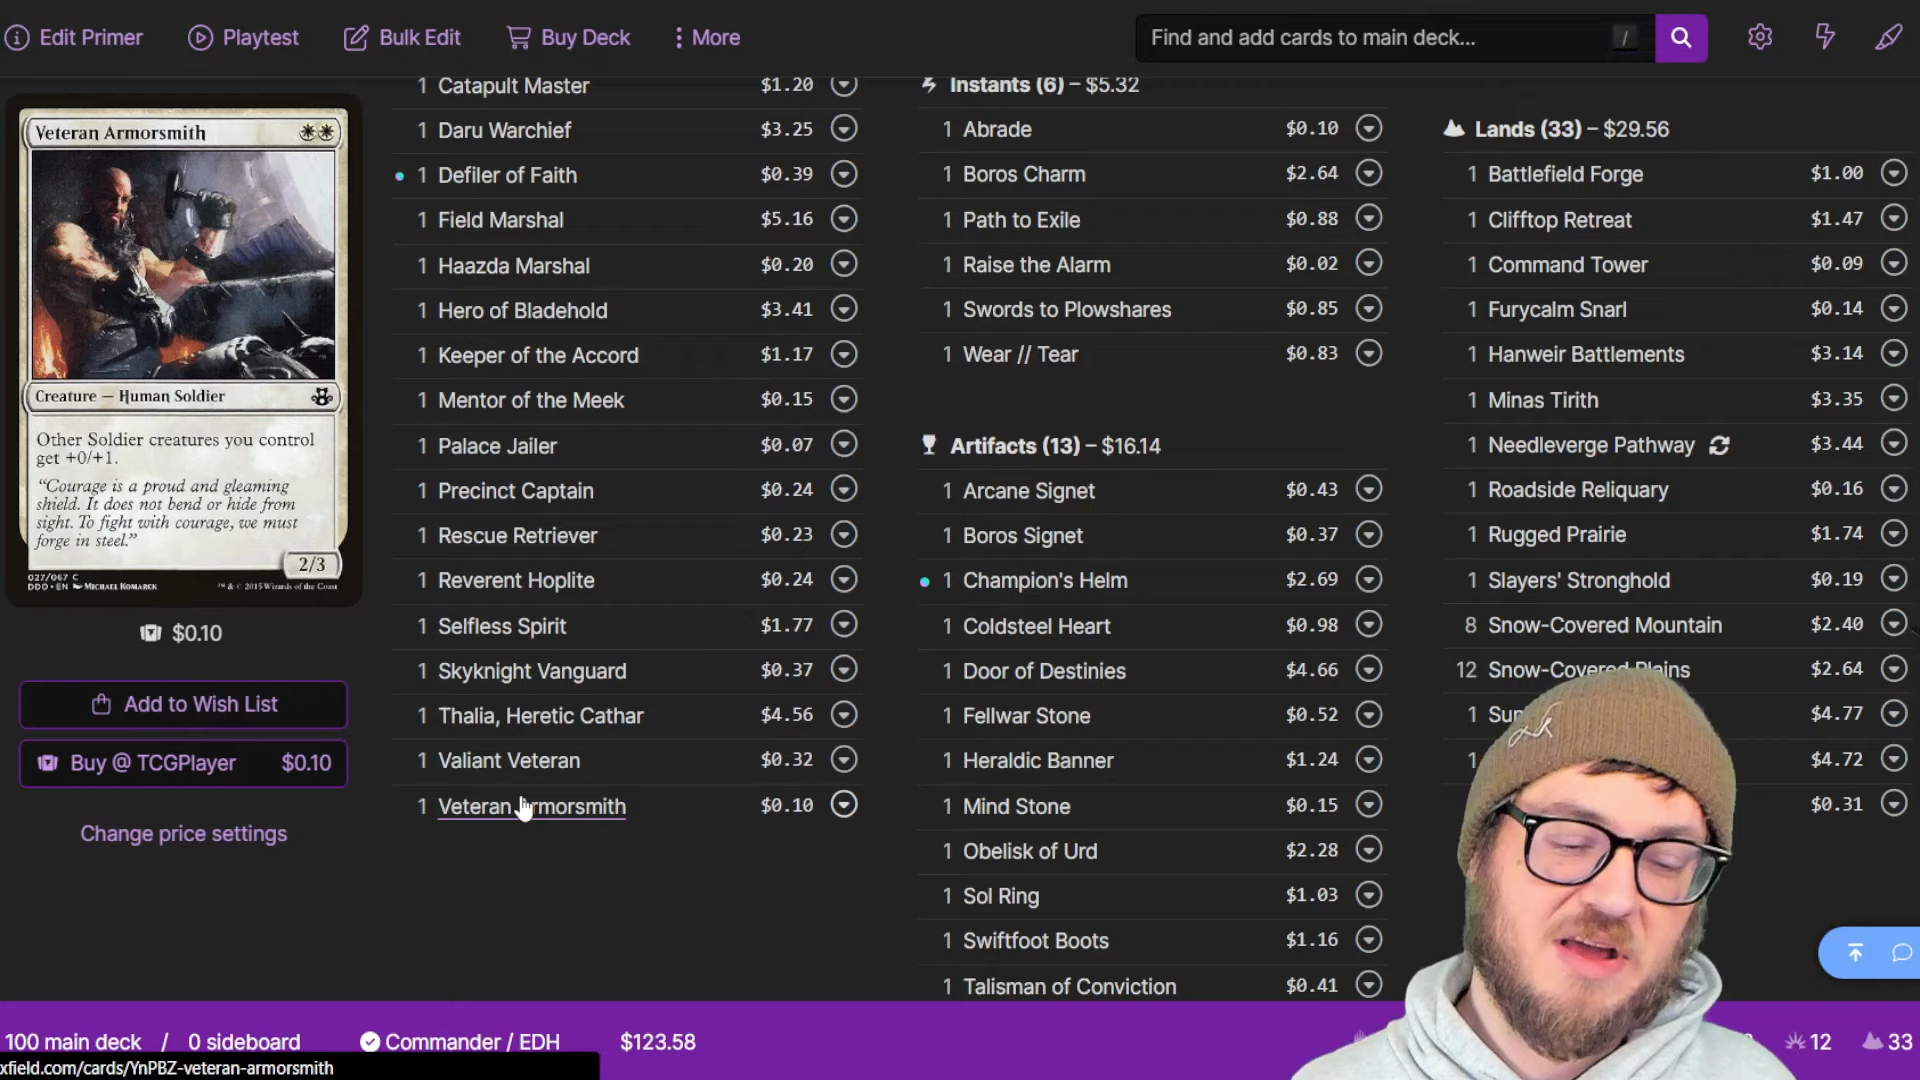 Edit Primer
Playtest
Bulk Edit
Buy Deck
More
Find and add cards to main deck...
/
Veteran Armorsmith
Creature — Human Soldier
Other Soldier creatures you control
get +0/+1.
"Courage is a proud and gleaming
shield. It does not bend or hide from
sight. To fight with courage, we must
forge in steel."
2/3
027/067 C
DDO • EN MICHAEL KOMARCK
™ & © 2015 Wizards of the Coast
$0.10
Add to Wish List
Buy @ TCGPlayer $0.10
Change price settings
1 Catapult Master $1.20
1 Daru Warchief $3.25
1 Defiler of Faith $0.39
1 Field Marshal $5.16
1 Haazda Marshal $0.20
1 Hero of Bladehold $3.41
1 Keeper of the Accord $1.17
1 Mentor of the Meek $0.15
1 Palace Jailer $0.07
1 Precinct Captain $0.24
1 Rescue Retriever $0.23
1 Reverent Hoplite $0.24
1 Selfless Spirit $1.77
1 Skyknight Vanguard $0.37
1 Thalia, Heretic Cathar $4.56
1 Valiant Veteran $0.32
1 Veteran Armorsmith $0.10
Instants (6) – $5.32
1 Abrade $0.10
1 Boros Charm $2.64
1 Path to Exile $0.88
1 Raise the Alarm $0.02
1 Swords to Plowshares $0.85
1 Wear // Tear $0.83
Artifacts (13) – $16.14
1 Arcane Signet $0.43
1 Boros Signet $0.37
1 Champion's Helm $2.69
1 Coldsteel Heart $0.98
1 Door of Destinies $4.66
1 Fellwar Stone $0.52
1 Heraldic Banner $1.24
1 Mind Stone $0.15
1 Obelisk of Urd $2.28
1 Sol Ring $1.03
1 Swiftfoot Boots $1.16
1 Talisman of Conviction $0.41
Lands (33) – $29.56
1 Battlefield Forge $1.00
1 Clifftop Retreat $1.47
1 Command Tower $0.09
1 Furycalm Snarl $0.14
1 Hanweir Battlements $3.14
1 Minas Tirith $3.35
1 Needleverge Pathway $3.44
1 Roadside Reliquary $0.16
1 Rugged Prairie $1.74
1 Slayers' Stronghold $0.19
8 Snow-Covered Mountain $2.40
12 Snow-Covered Plains $2.64
1 $4.77
1 $4.72
$0.31
100 main deck / 0 sideboard
Commander / EDH
$123.58
12
33
xfield.com/cards/YnPBZ-veteran-armorsmith